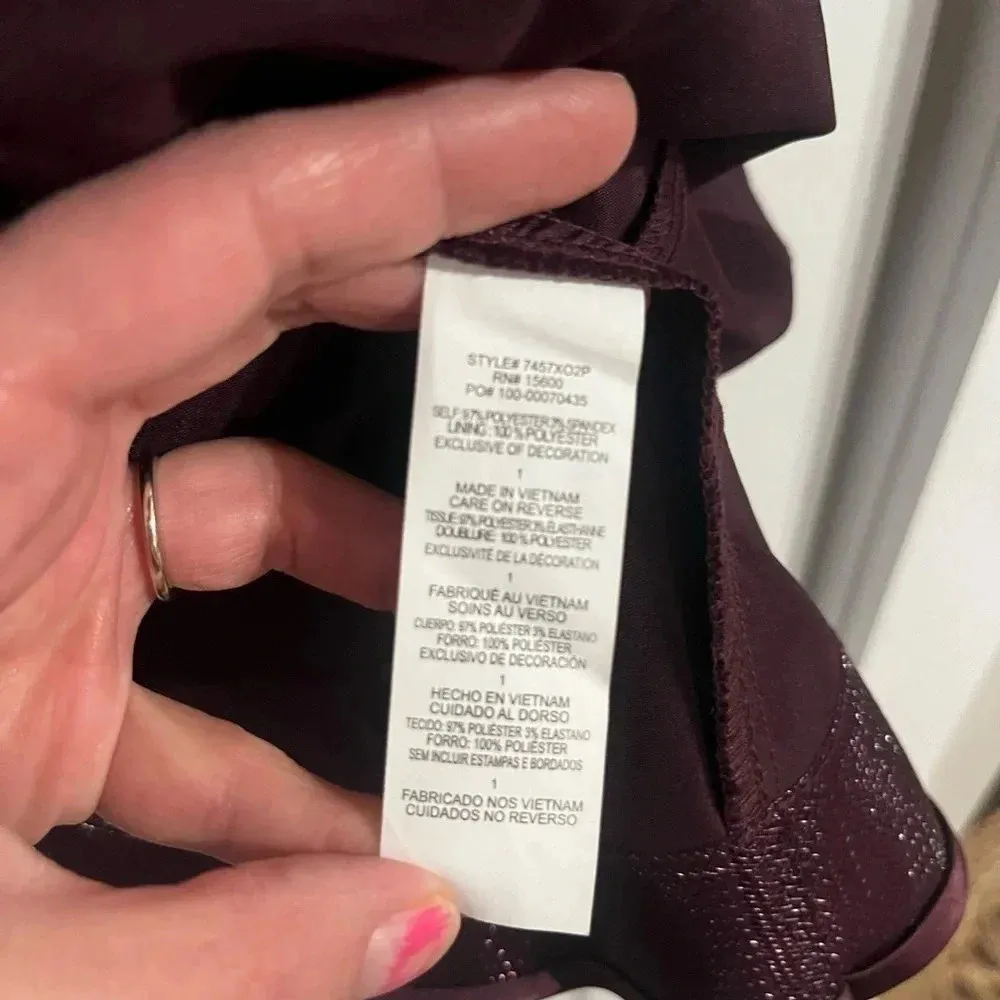 STYLE# 7457XO2P
RN# 15600
PO# 100-00070435
SELF: 97% POLYESTER 3% SPANDEX
LINING: 100% POLYESTER
EXCLUSIVE OF DECORATION
1
MADE IN VIETNAM
CARE ON REVERSE
TISSUE: 97% POLYESTER 3% ELASTHANNE
DOUBLURE: 100% POLYESTER
EXCLUSIVITÉ DE LA DÉCORATION
1
FABRIQUÉ AU VIETNAM
SOINS AU VERSO
CUERPO: 97% POLIÉSTER 3% ELASTANO
FORRO: 100% POLIÉSTER
EXCLUSIVO DE DECORACIÓN
1
HECHO EN VIETNAM
CUIDADO AL DORSO
TECIDO: 97% POLIÉSTER 3% ELASTANO
FORRO: 100% POLIÉSTER
SEM INCLUIR ESTAMPAS E BORDADOS
1
FABRICADO NOS VIETNAM
CUIDADOS NO REVERSO